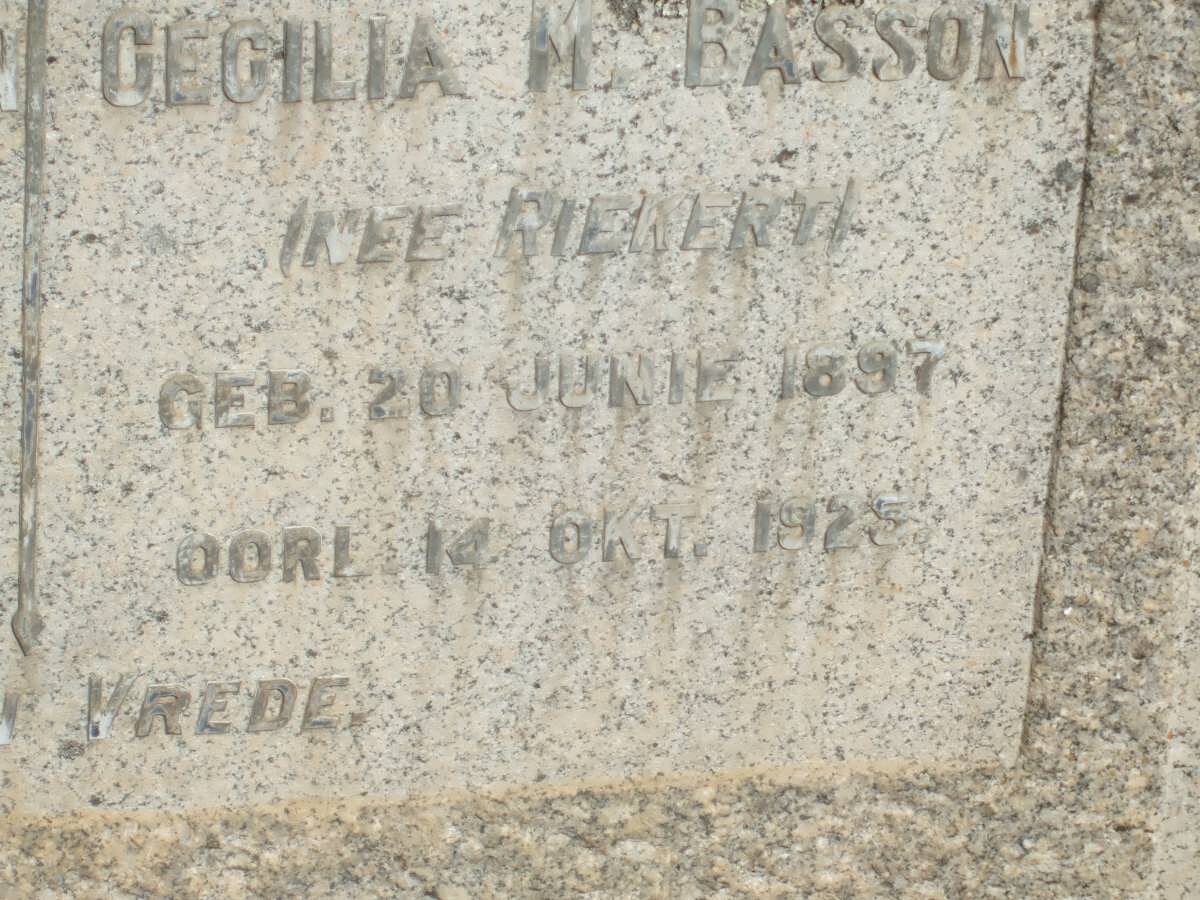 CECILIA M. BASSON
(NEE RIEKERT)
GEB. 20 JUNIE 1897
OORL. 14 OKT. 1925.
VREDE.